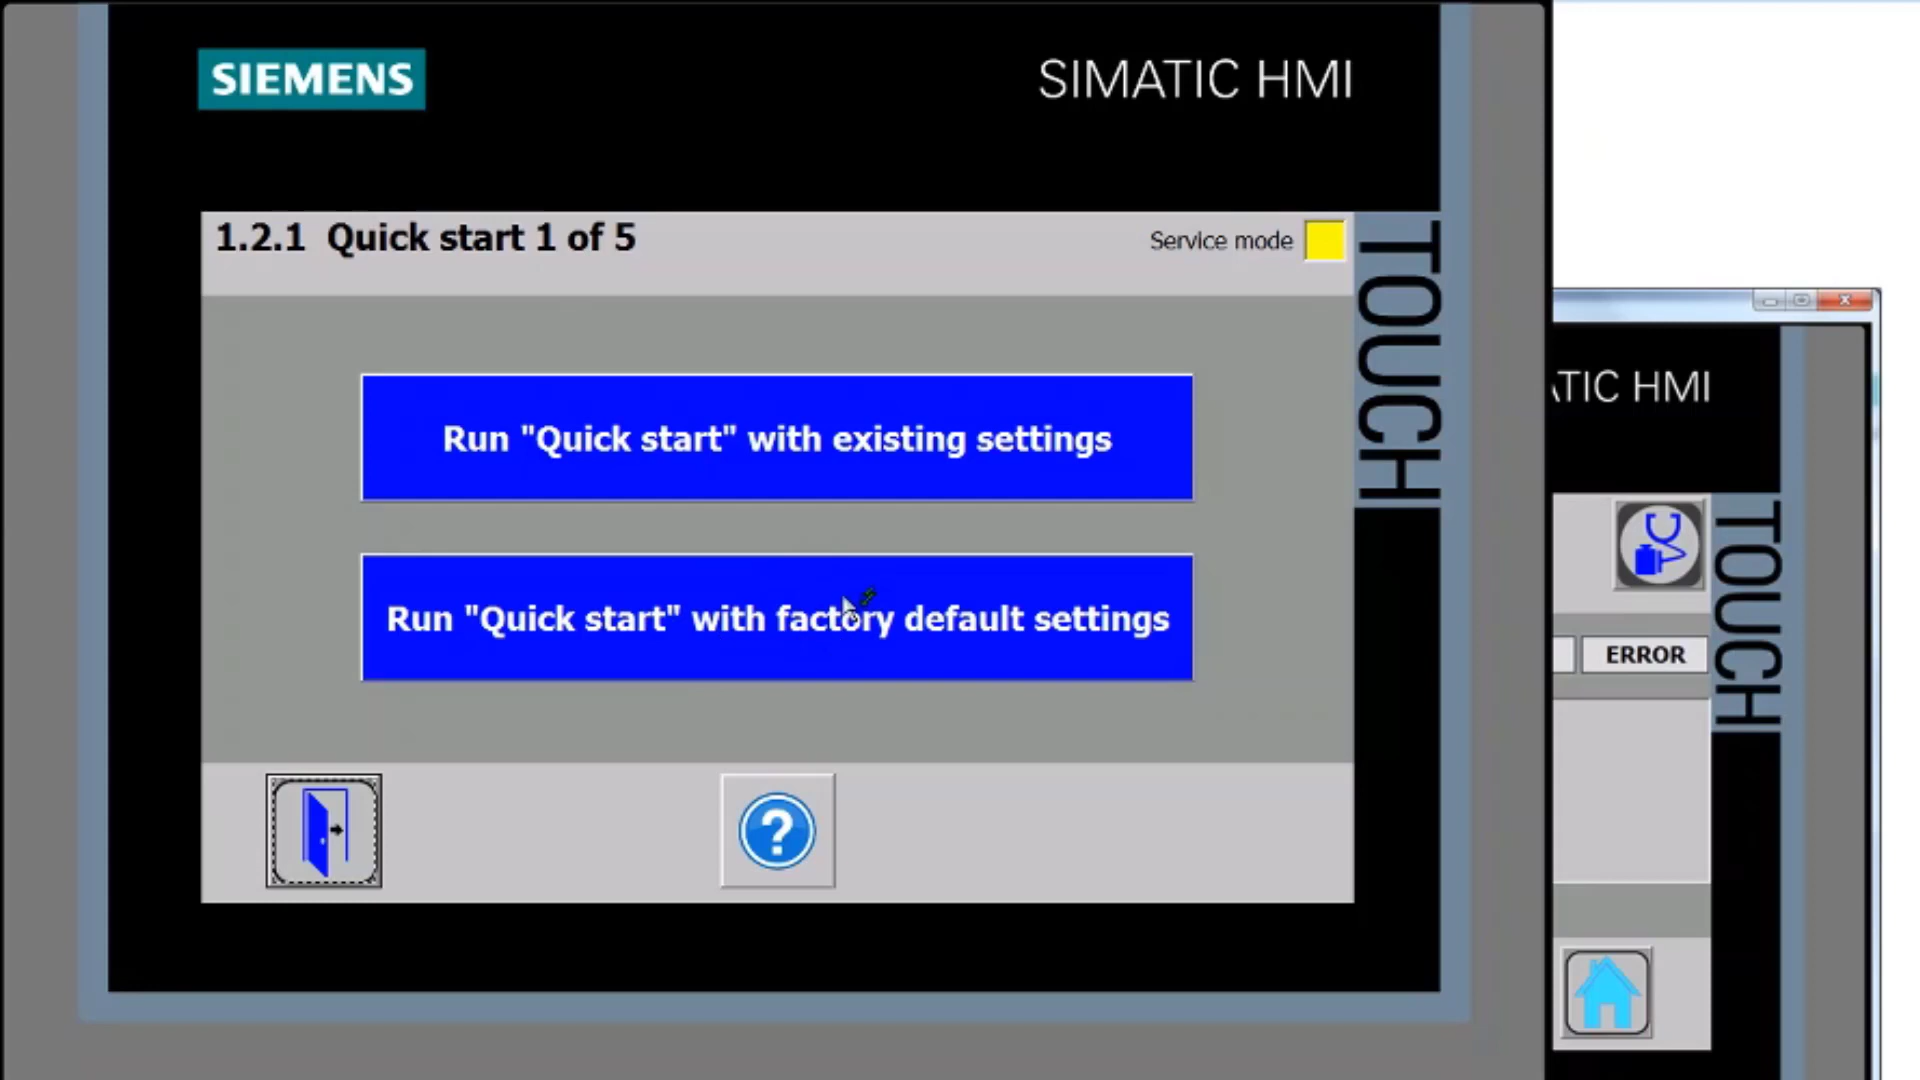 SIEMENS
SIMATIC HMI
1.2.1 Quick start 1 of 5
Service mode
TOUCH
Run "Quick start" with existing settings
Run "Quick start" with factory default settings
?
ATIC HMI
TOUCH
ERROR